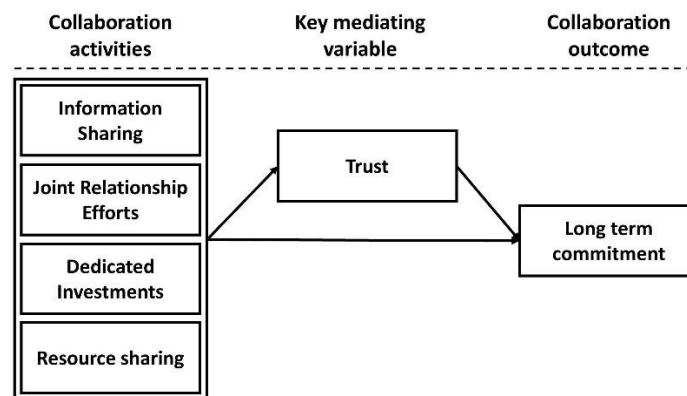 Collaboration
activities
Key mediating
variable
Collaboration
outcome
Information
Sharing
Joint Relationship
Efforts
Dedicated
Investments
Resource sharing
Trust
Long term
commitment